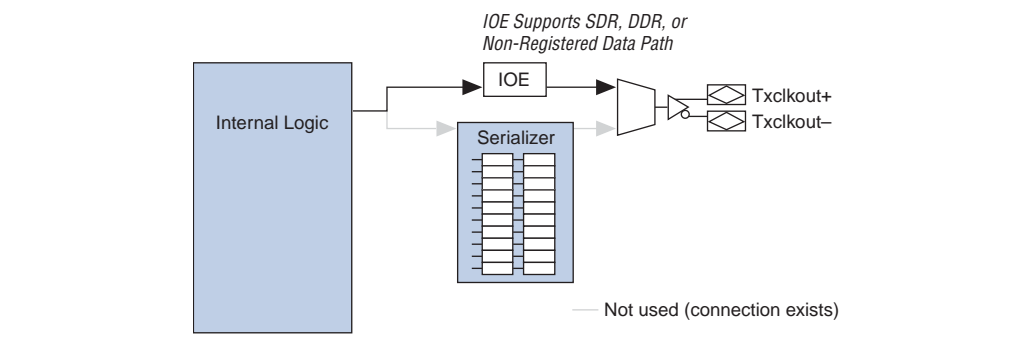 IOE Supports SDR, DDR, or
Non-Registered Data Path
IOE
Internal Logic
Serializer
Txclkout+
Txclkout–
Not used (connection exists)